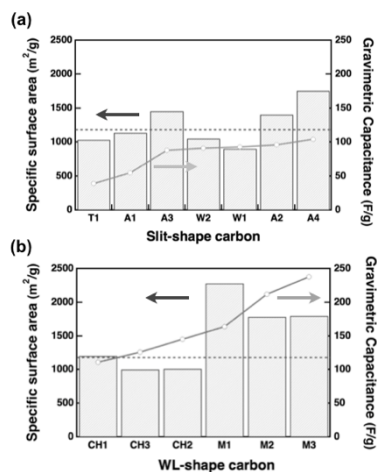 (a)
Specific surface area (m²/g)
2500
2000
1500
1000
500
0
250
200
150
100
50
0
Gravimetric Capacitance (F/g)
T1 A1 A3 W2 W1 A2 A4
Slit-shape carbon
(b)
Specific surface area (m²/g)
2500
2000
1500
1000
500
0
250
200
150
100
50
0
Gravimetric Capacitance (F/g)
CH1 CH3 CH2 M1 M2 M3
WL-shape carbon